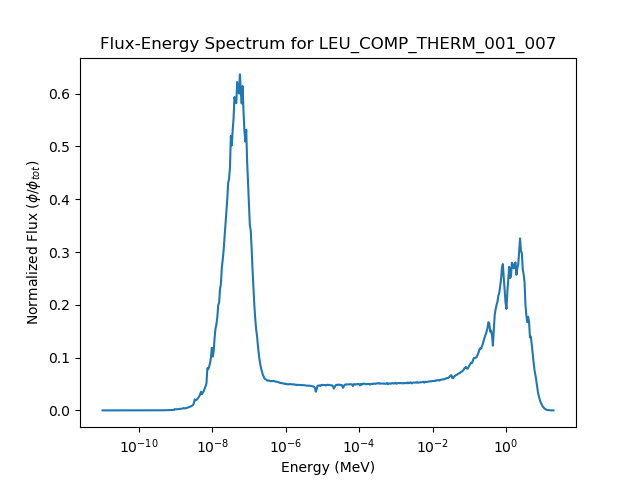 Flux-Energy Spectrum for LEU_COMP_THERM_001_007
Normalized Flux (ϕ/ϕ_tot)
0.6
0.5
0.4
0.3
0.2
0.1
0.0
10⁻¹⁰ 10⁻⁸ 10⁻⁶ 10⁻⁴ 10⁻² 10⁰
Energy (MeV)